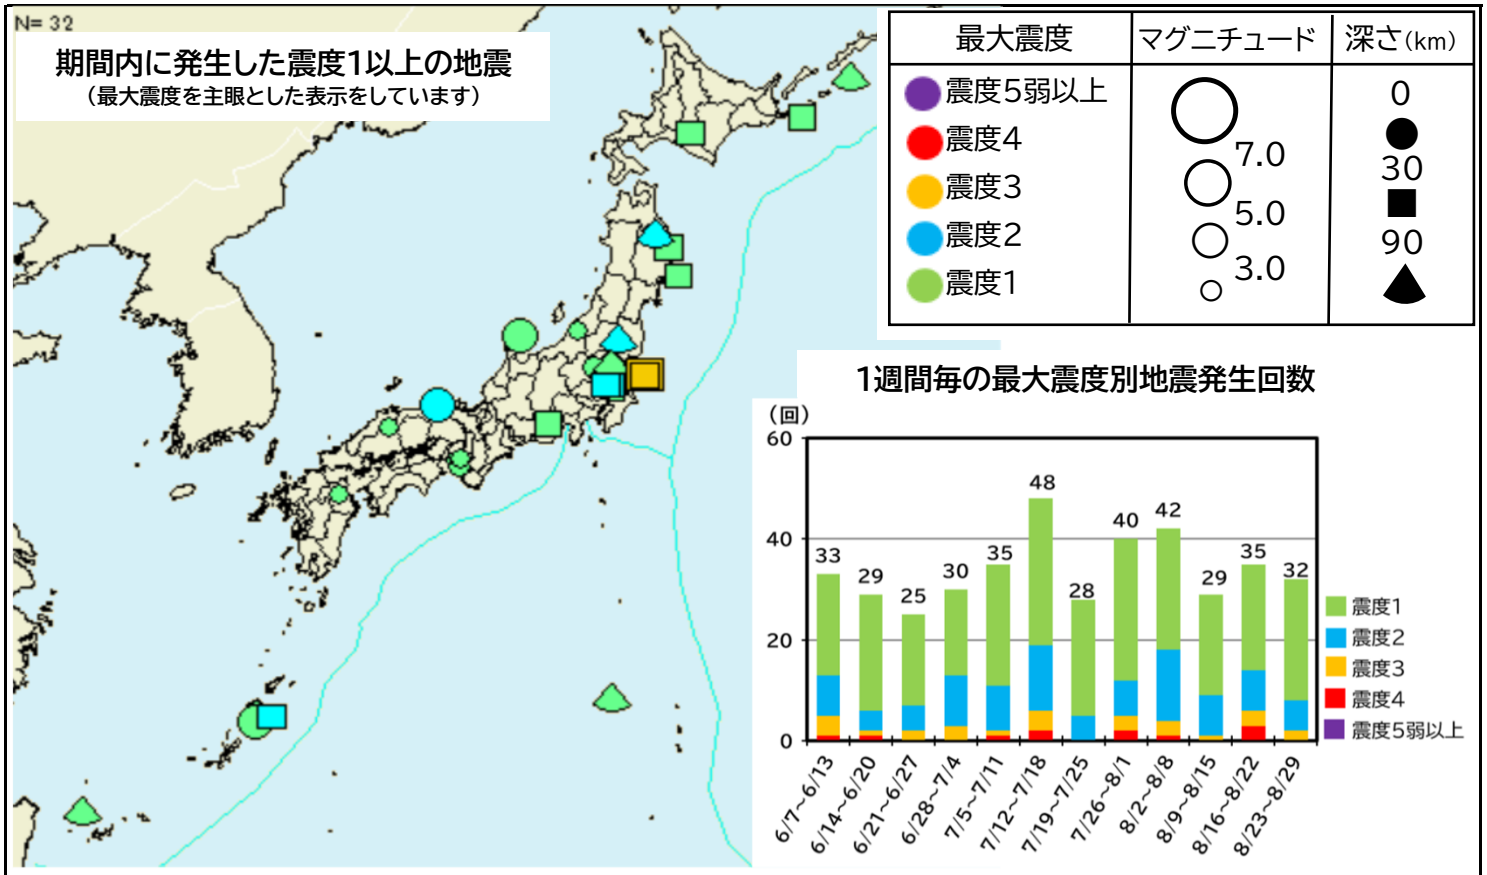 N= 32
期間内に発生した震度1以上の地震
（最大震度を主眼とした表示をしています）
最大震度 マグニチュード 深さ(km)
震度5弱以上
震度4
震度3
震度2
震度1
7.0
5.0
3.0
0
30
90
1週間毎の最大震度別地震発生回数
(回)
60
40
20
0
33 29 25 30 35 48 28 40 42 29 35 32
6/7~6/13
6/14~6/20
6/21~6/27
6/28~7/4
7/5~7/11
7/12~7/18
7/19~7/25
7/26~8/1
8/2~8/8
8/9~8/15
8/16~8/22
8/23~8/29
震度1
震度2
震度3
震度4
震度5弱以上